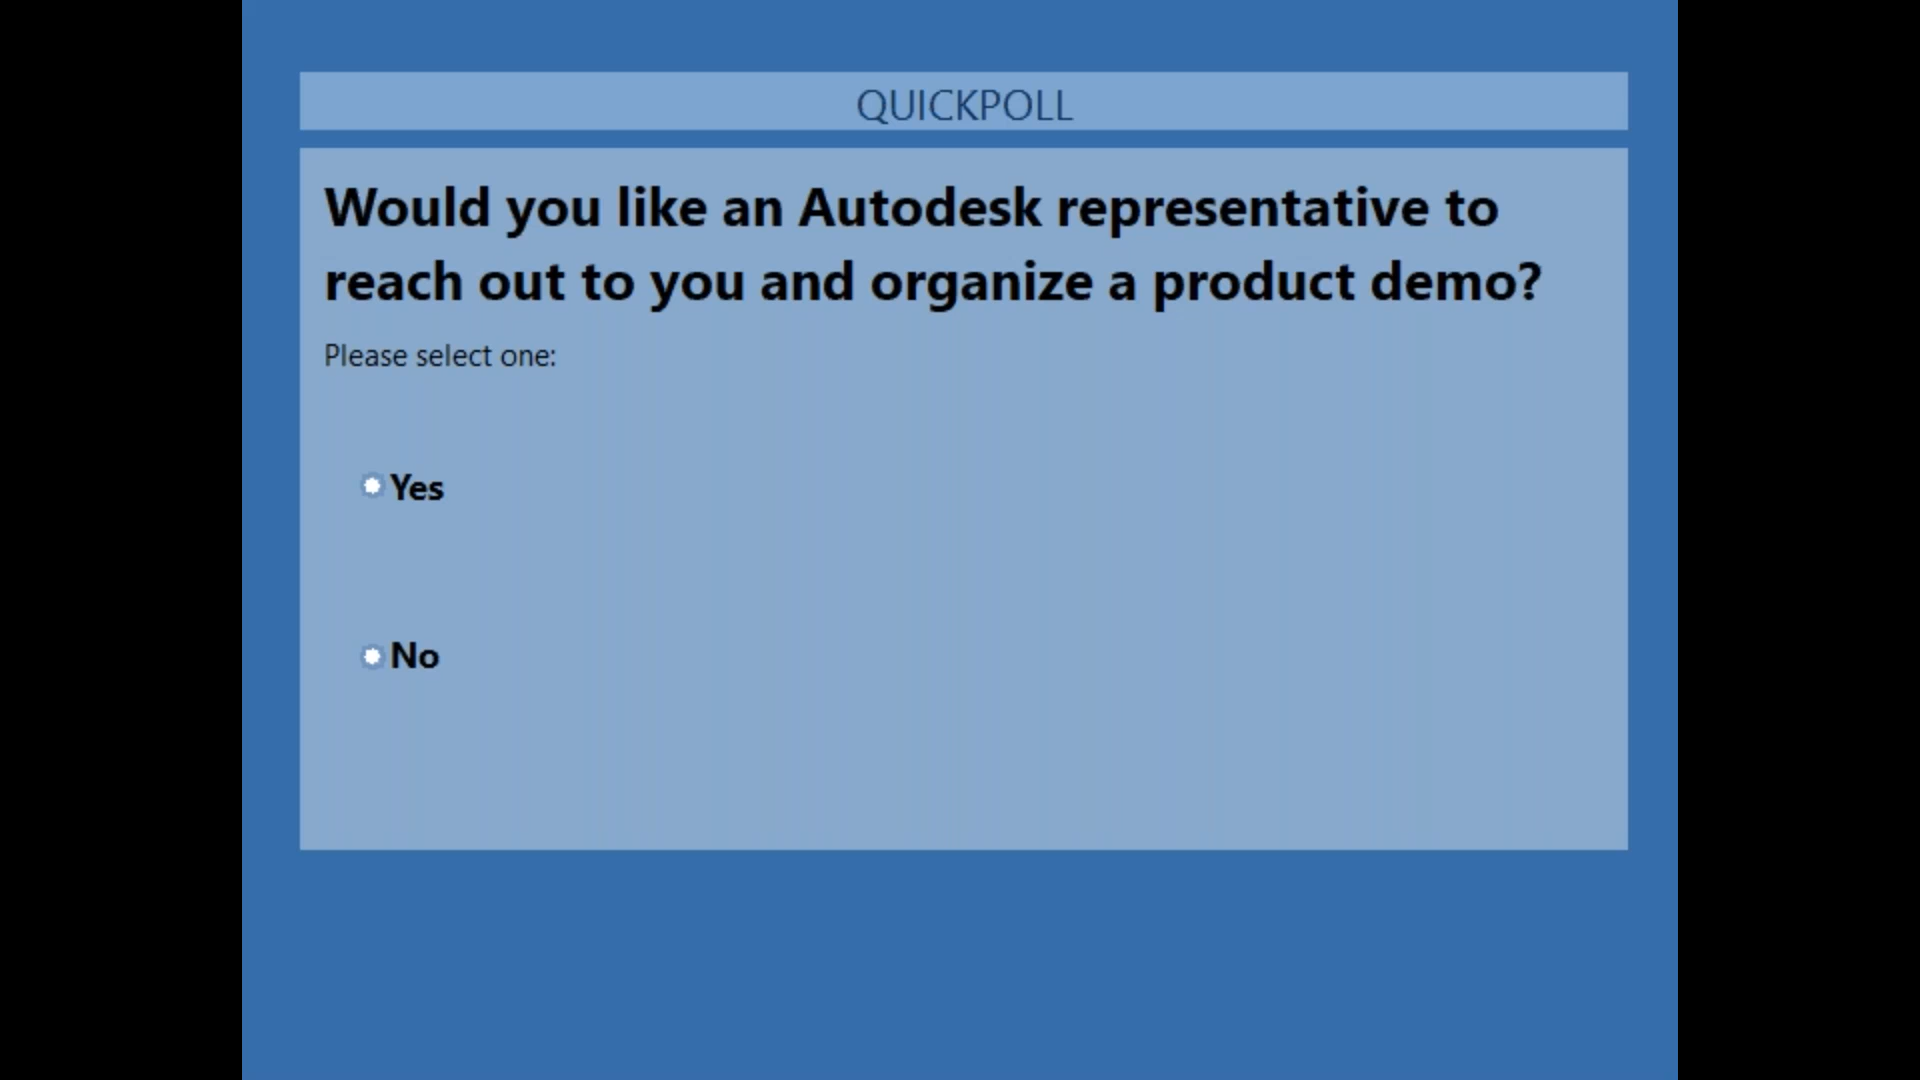 QUICKPOLL
Would you like an Autodesk representative to
reach out to you and organize a product demo?
Please select one:
Yes
No